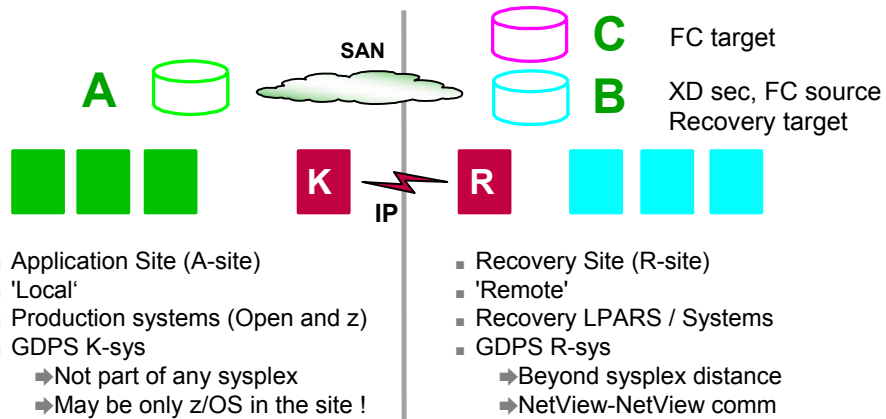 SAN
A
C
FC target
B
XD sec, FC source
Recovery target
K
R
IP
Application Site (A-site)
'Local‘
Production systems (Open and z)
GDPS K-sys
➔Not part of any sysplex
➔May be only z/OS in the site !
■ Recovery Site (R-site)
■ 'Remote'
■ Recovery LPARS / Systems
■ GDPS R-sys
➔Beyond sysplex distance
➔NetView-NetView comm